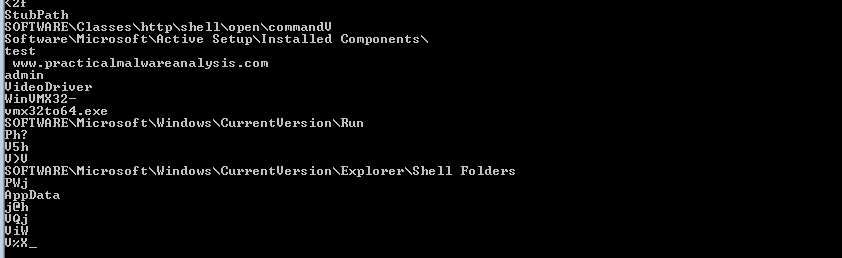 <2f
StubPath
SOFTWARE\Classes\http\shell\open\commandV
Software\Microsoft\Active Setup\Installed Components\
test
www.practicalmalwareanalysis.com
admin
VideoDriver
WinVMX32-
vmx32to64.exe
SOFTWARE\Microsoft\Windows\CurrentVersion\Run
Ph?
V5h
V>V
SOFTWARE\Microsoft\Windows\CurrentVersion\Explorer\Shell Folders
PWj
AppData
j@h
VQj
ViW
V%X_